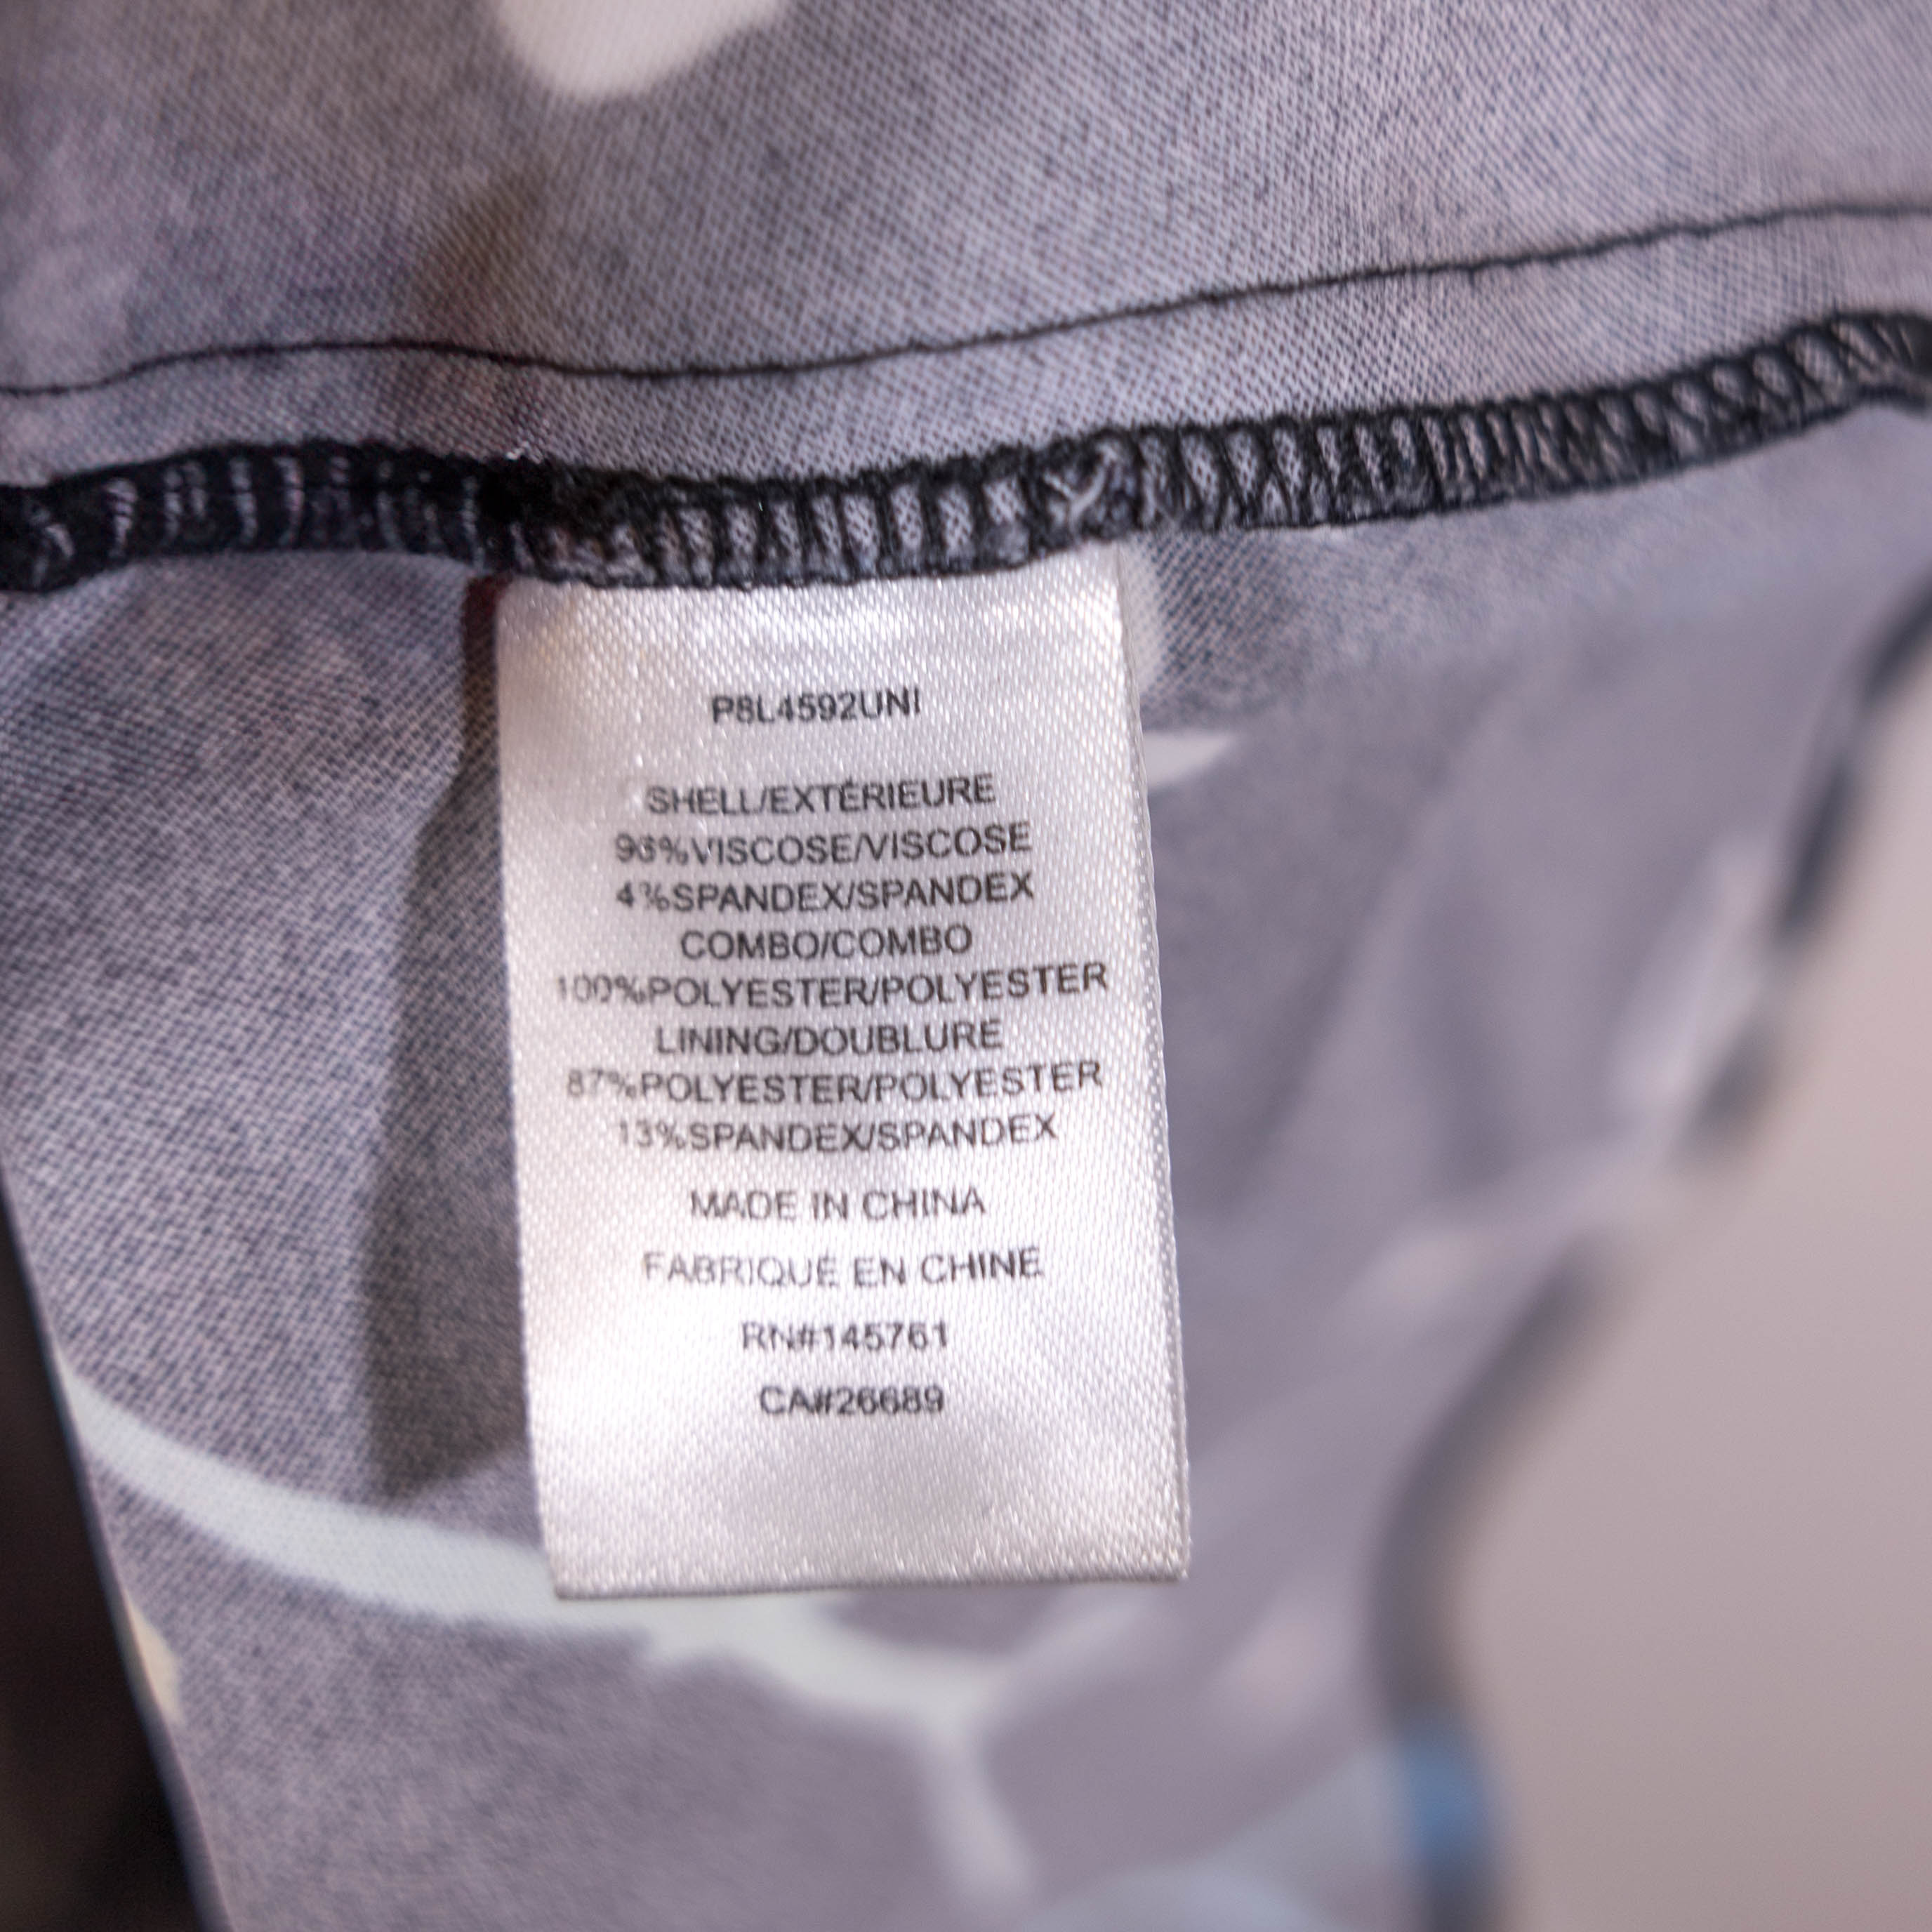 P8L4592UNI
SHELL/EXTÉRIEURE
96%VISCOSE/VISCOSE
4%SPANDEX/SPANDEX
COMBO/COMBO
100%POLYESTER/POLYESTER
LINING/DOUBLURE
87%POLYESTER/POLYESTER
13%SPANDEX/SPANDEX
MADE IN CHINA
FABRIQUÉ EN CHINE
RN#145761
CA#26689